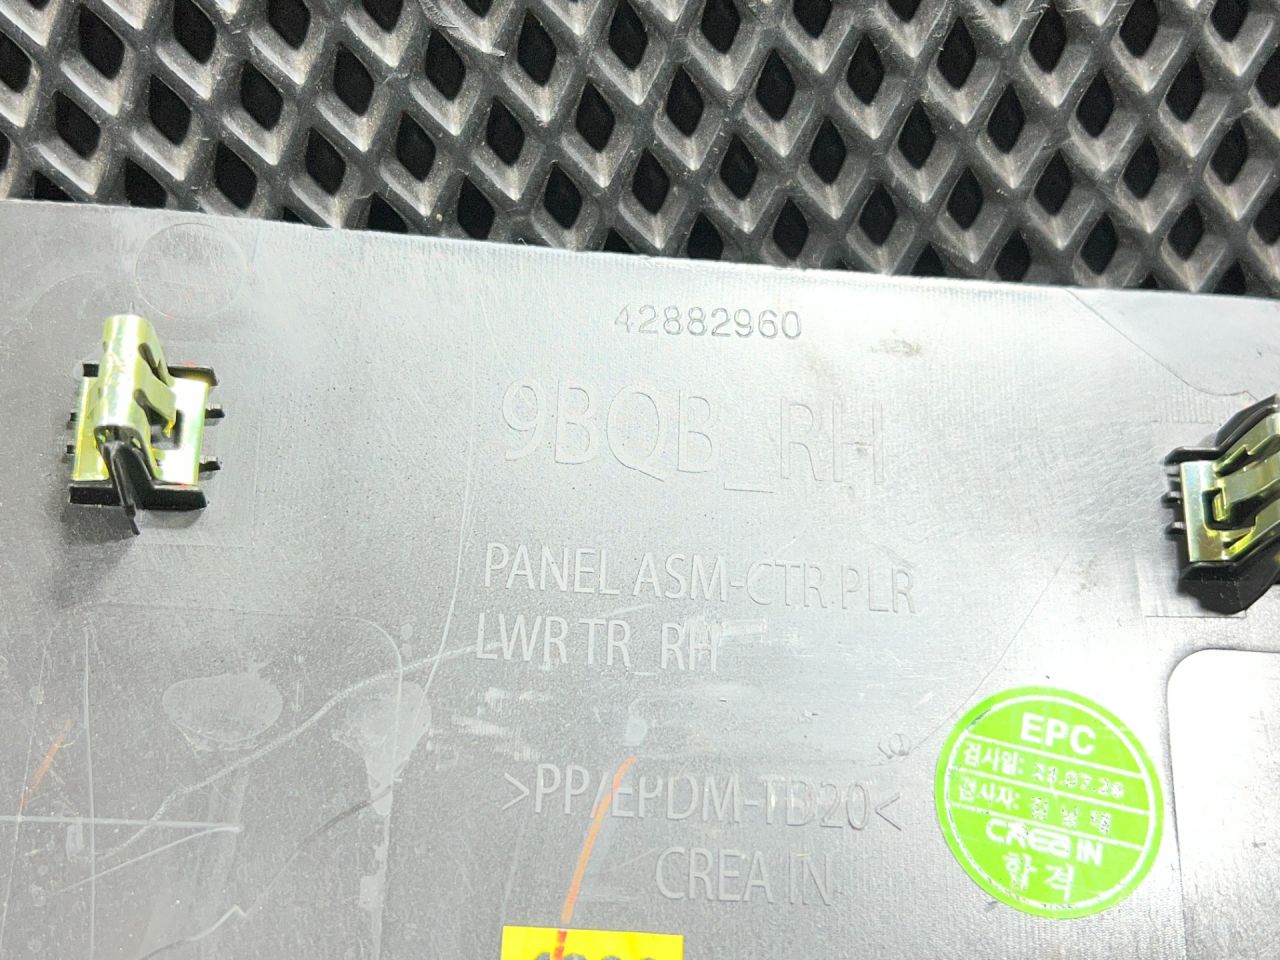 42882960
9BQB_RH
PANEL ASM-CTR PLR
LWR TR_RH
>PP/EPDM-TD20<
CREA IN
EPC
검사일:
검사자:
CREA IN
합격